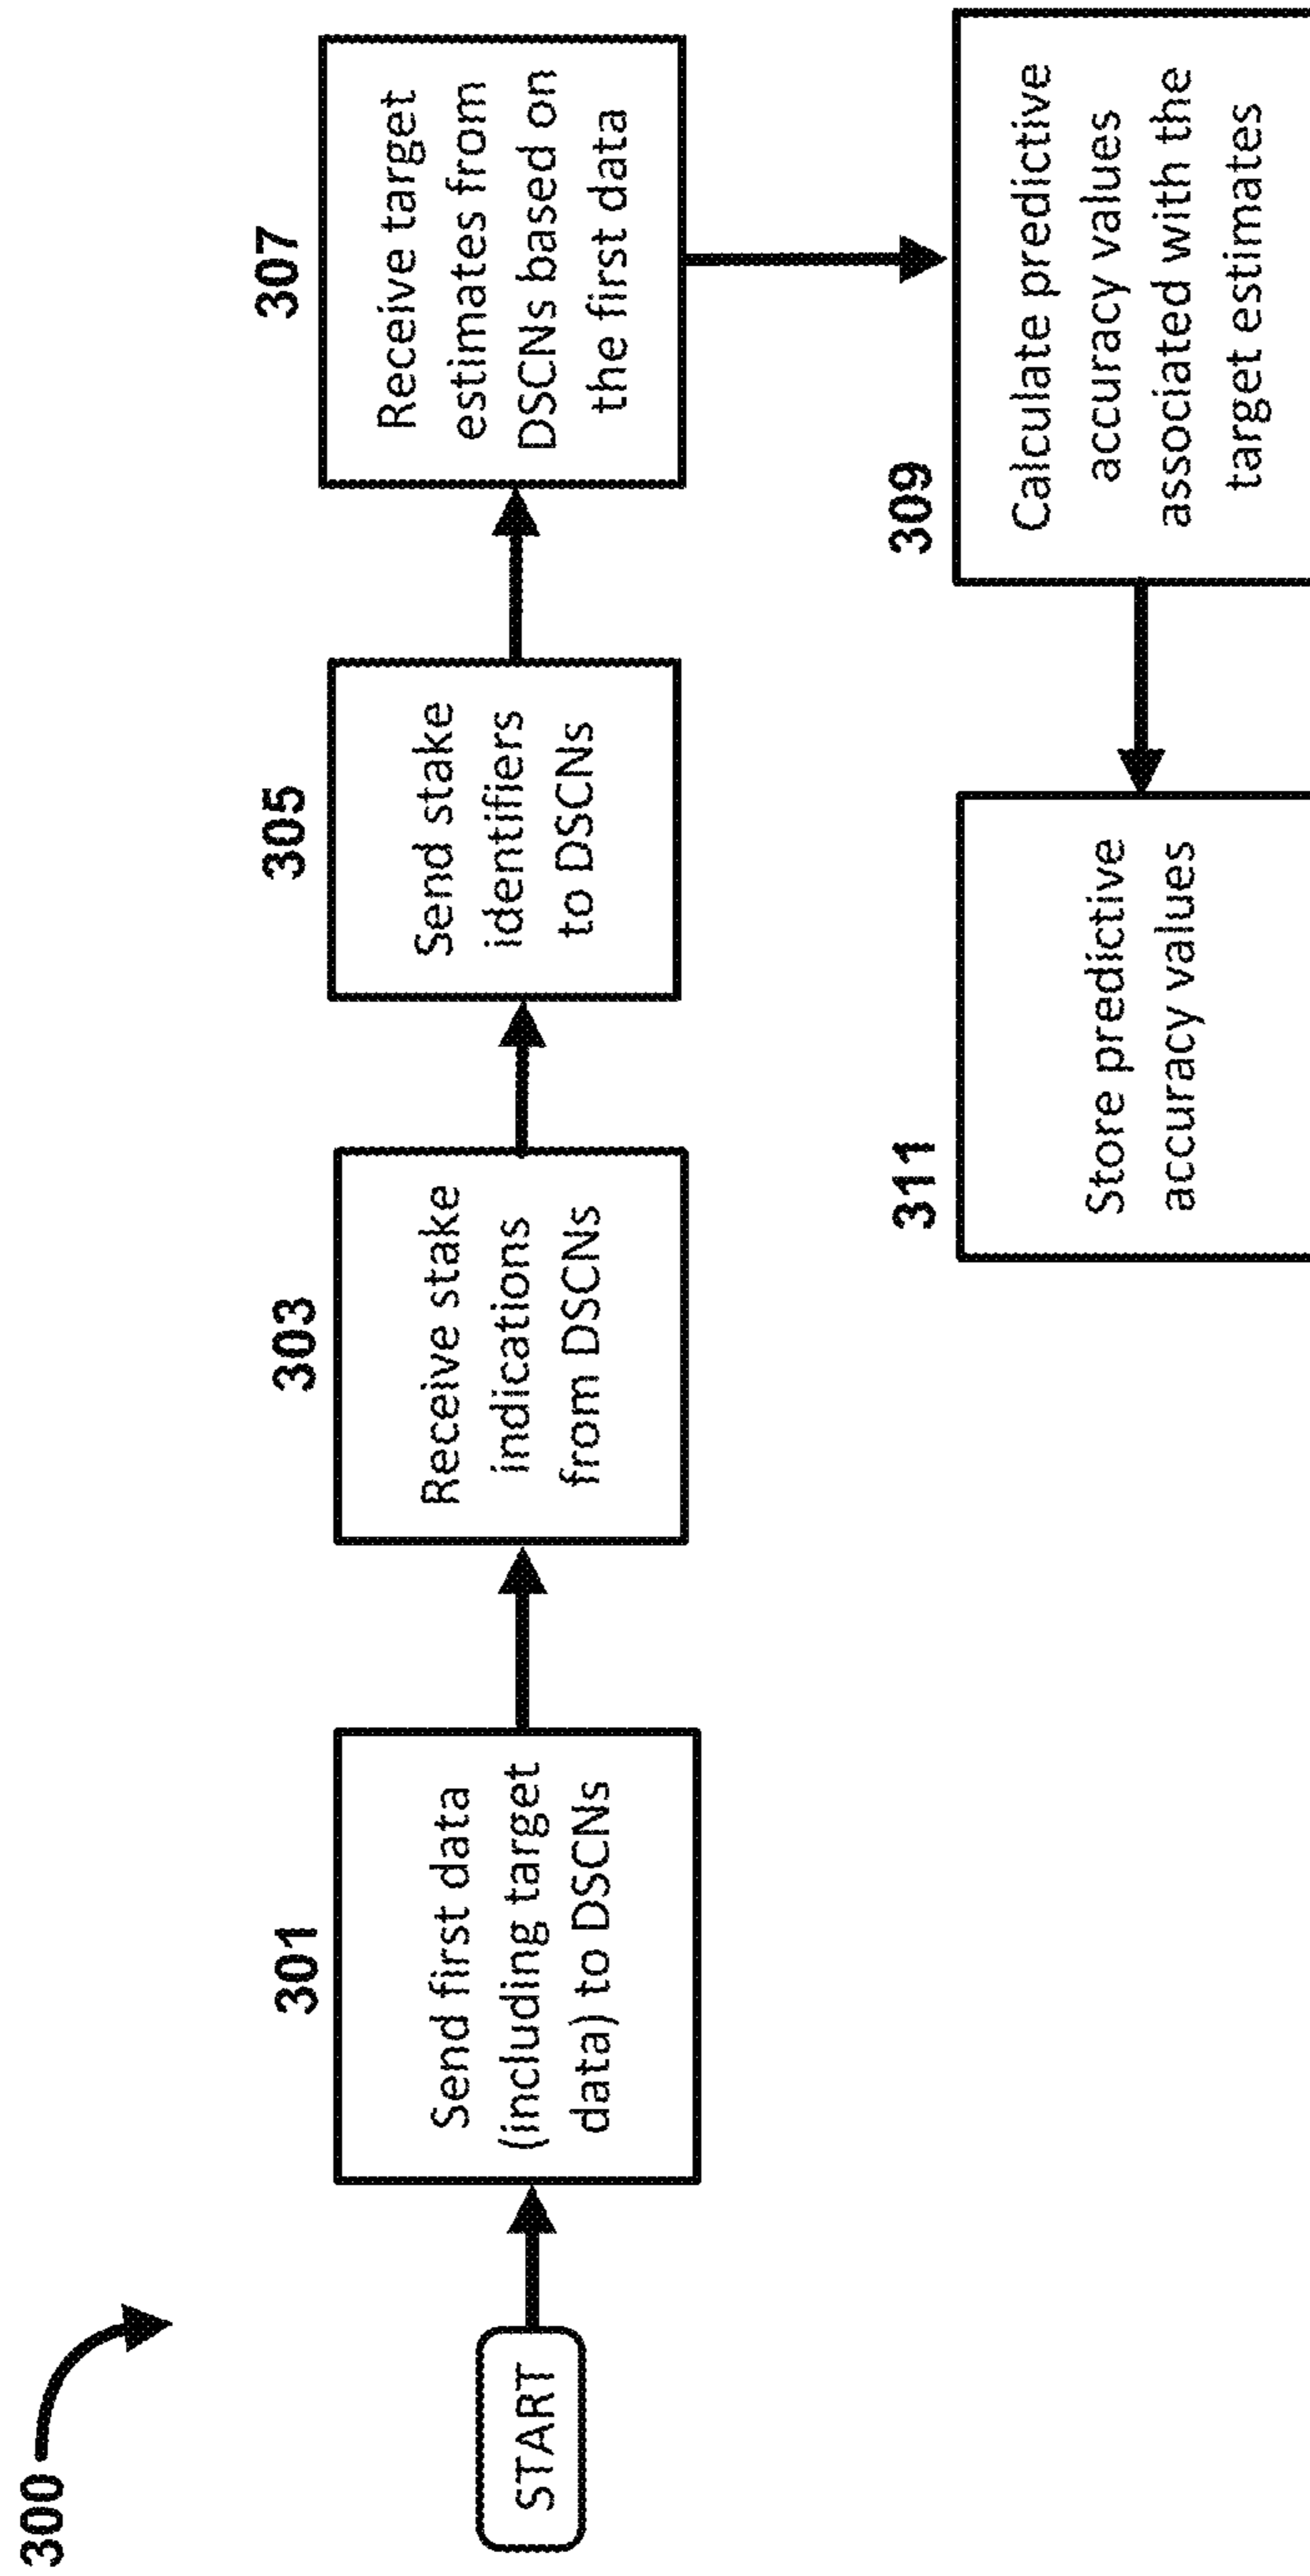 300
START
301
Send first data
(including target
data) to DSCNs
303
Receive stake
indications
from DSCNs
305
Send stake
identifiers
to DSCNs
307
Receive target
estimates from
DSCNs based on
the first data
309
Calculate predictive
accuracy values
associated with the
target estimates
311
Store predictive
accuracy values